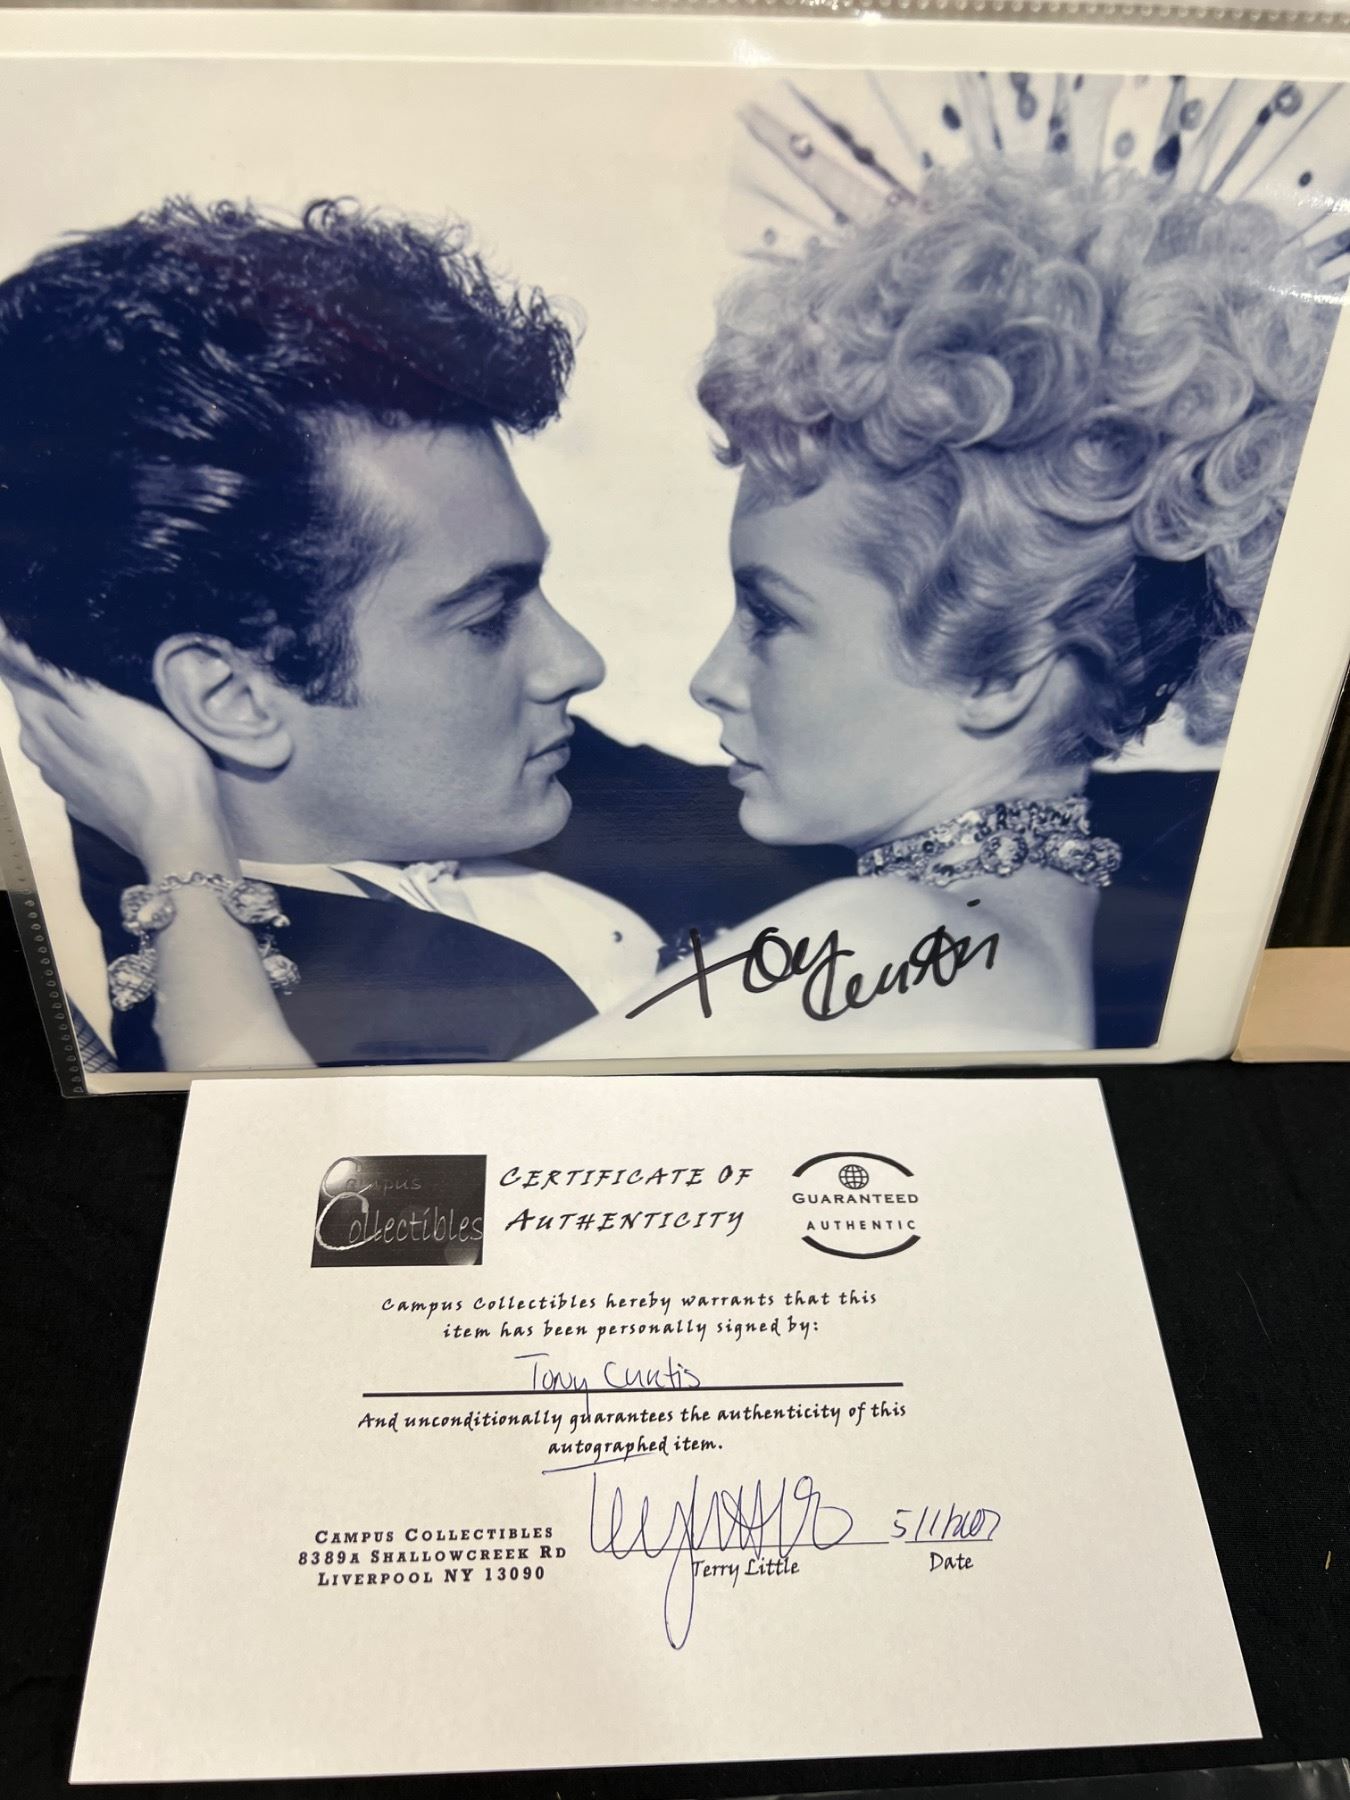 Tony Curtis
Campus
Collectibles
CERTIFICATE OF
AUTHENTICITY
GUARANTEED
AUTHENTIC
Campus Collectibles hereby warrants that this
item has been personally signed by:
Tony Curtis
And unconditionally guarantees the authenticity of this
autographed item.
CAMPUS COLLECTIBLES
8389A SHALLOWCREEK RD
LIVERPOOL NY 13090
Terry Little
Date